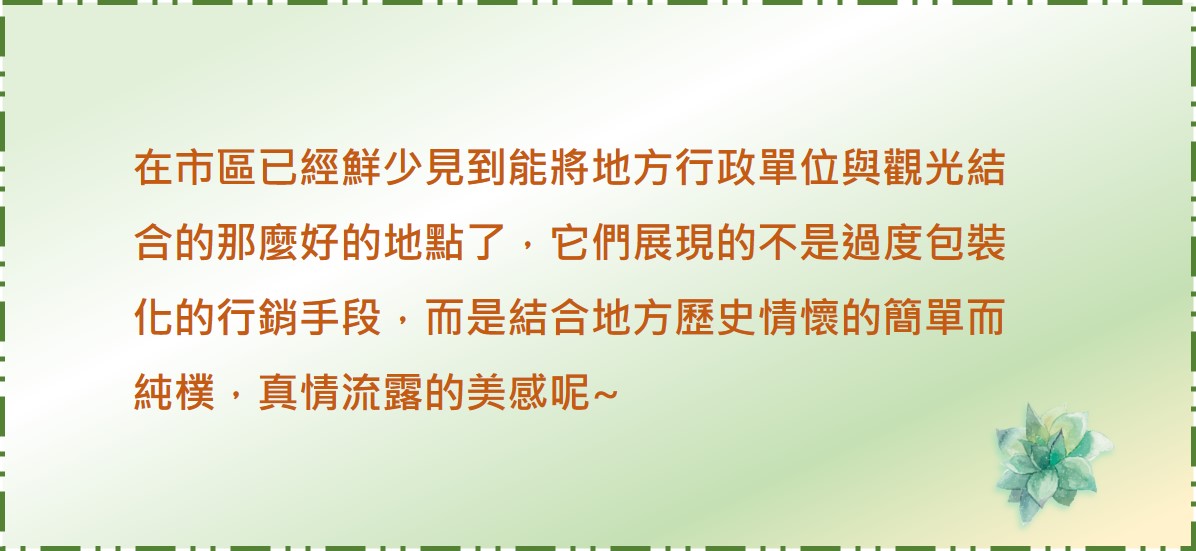 在市區已經鮮少見到能將地方行政單位與觀光結
合的那麼好的地點了，它們展現的不是過度包裝
化的行銷手段，而是結合地方歷史情懷的簡單而
純樸，真情流露的美感呢~